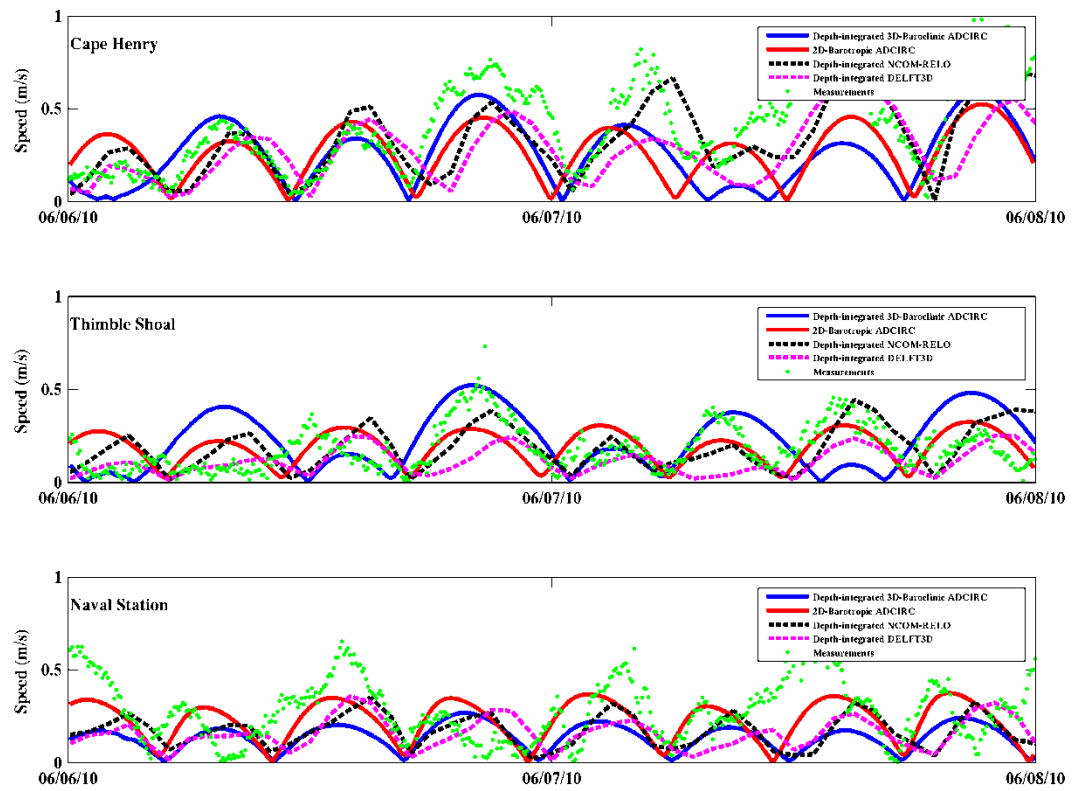 1
Cape Henry
Depth-integrated 3D-Baroclinic ADCIRC
2D-Barotropic ADCIRC
Depth-integrated NCOM-RELO
Depth-integrated DELFT3D
Measurements
Speed (m/s)
0.5
0
06/06/10
06/07/10
06/08/10
1
Thimble Shoal
Depth-integrated 3D-Baroclinic ADCIRC
2D-Barotropic ADCIRC
Depth-integrated NCOM-RELO
Depth-integrated DELFT3D
Measurements
Speed (m/s)
0.5
0
06/06/10
06/07/10
06/08/10
1
Naval Station
Depth-integrated 3D-Baroclinic ADCIRC
2D-Barotropic ADCIRC
Depth-integrated NCOM-RELO
Depth-integrated DELFT3D
Measurements
Speed (m/s)
0.5
0
06/06/10
06/07/10
06/08/10